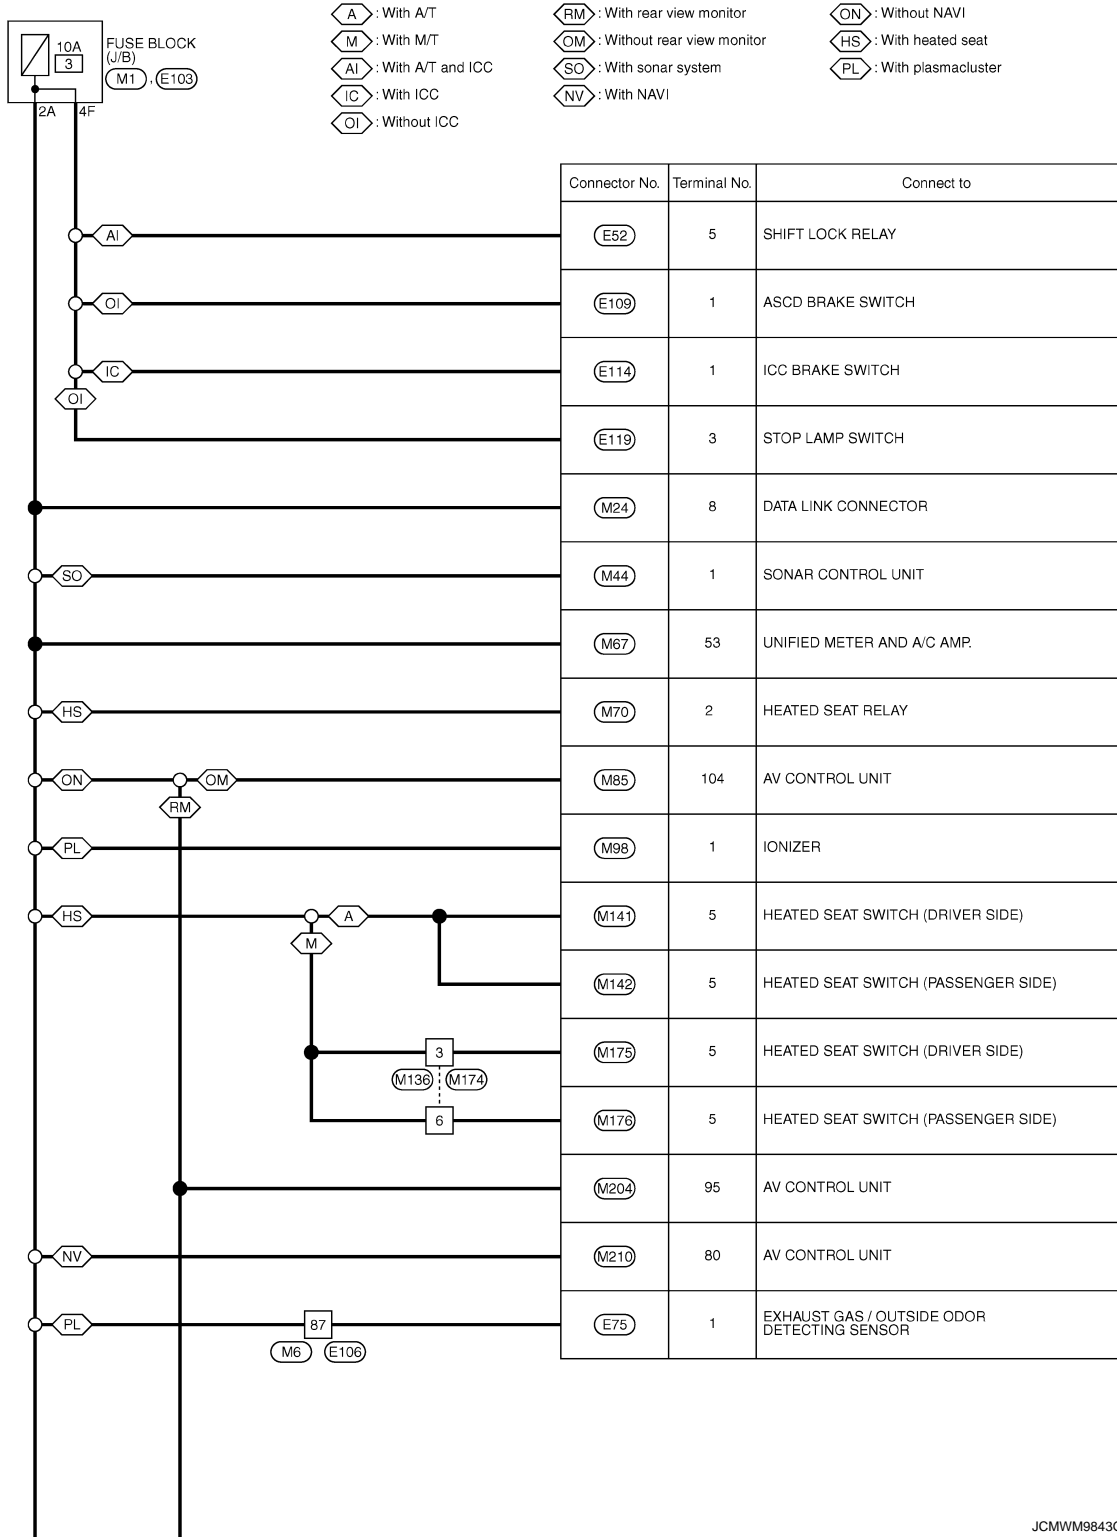 A : With A/T
RM : With rear view monitor
ON : Without NAVI
M : With M/T
OM : Without rear view monitor
HS : With heated seat
AI : With A/T and ICC
SO : With sonar system
PL : With plasmacluster
IC : With ICC
NV : With NAVI
OI : Without ICC
10A
3
FUSE BLOCK
(J/B)
M1 , E103
2A 4F
Connector No. Terminal No. Connect to
AI E52 5 SHIFT LOCK RELAY
OI E109 1 ASCD BRAKE SWITCH
IC E114 1 ICC BRAKE SWITCH
OI
E119 3 STOP LAMP SWITCH
M24 8 DATA LINK CONNECTOR
SO M44 1 SONAR CONTROL UNIT
M67 53 UNIFIED METER AND A/C AMP.
HS M70 2 HEATED SEAT RELAY
ON OM M85 104 AV CONTROL UNIT
RM
PL M98 1 IONIZER
HS A M141 5 HEATED SEAT SWITCH (DRIVER SIDE)
M
M142 5 HEATED SEAT SWITCH (PASSENGER SIDE)
3 M175 5 HEATED SEAT SWITCH (DRIVER SIDE)
M136 M174
6 M176 5 HEATED SEAT SWITCH (PASSENGER SIDE)
M204 95 AV CONTROL UNIT
NV M210 80 AV CONTROL UNIT
PL 87 E75 1 EXHAUST GAS / OUTSIDE ODOR
DETECTING SENSOR
M6 E106